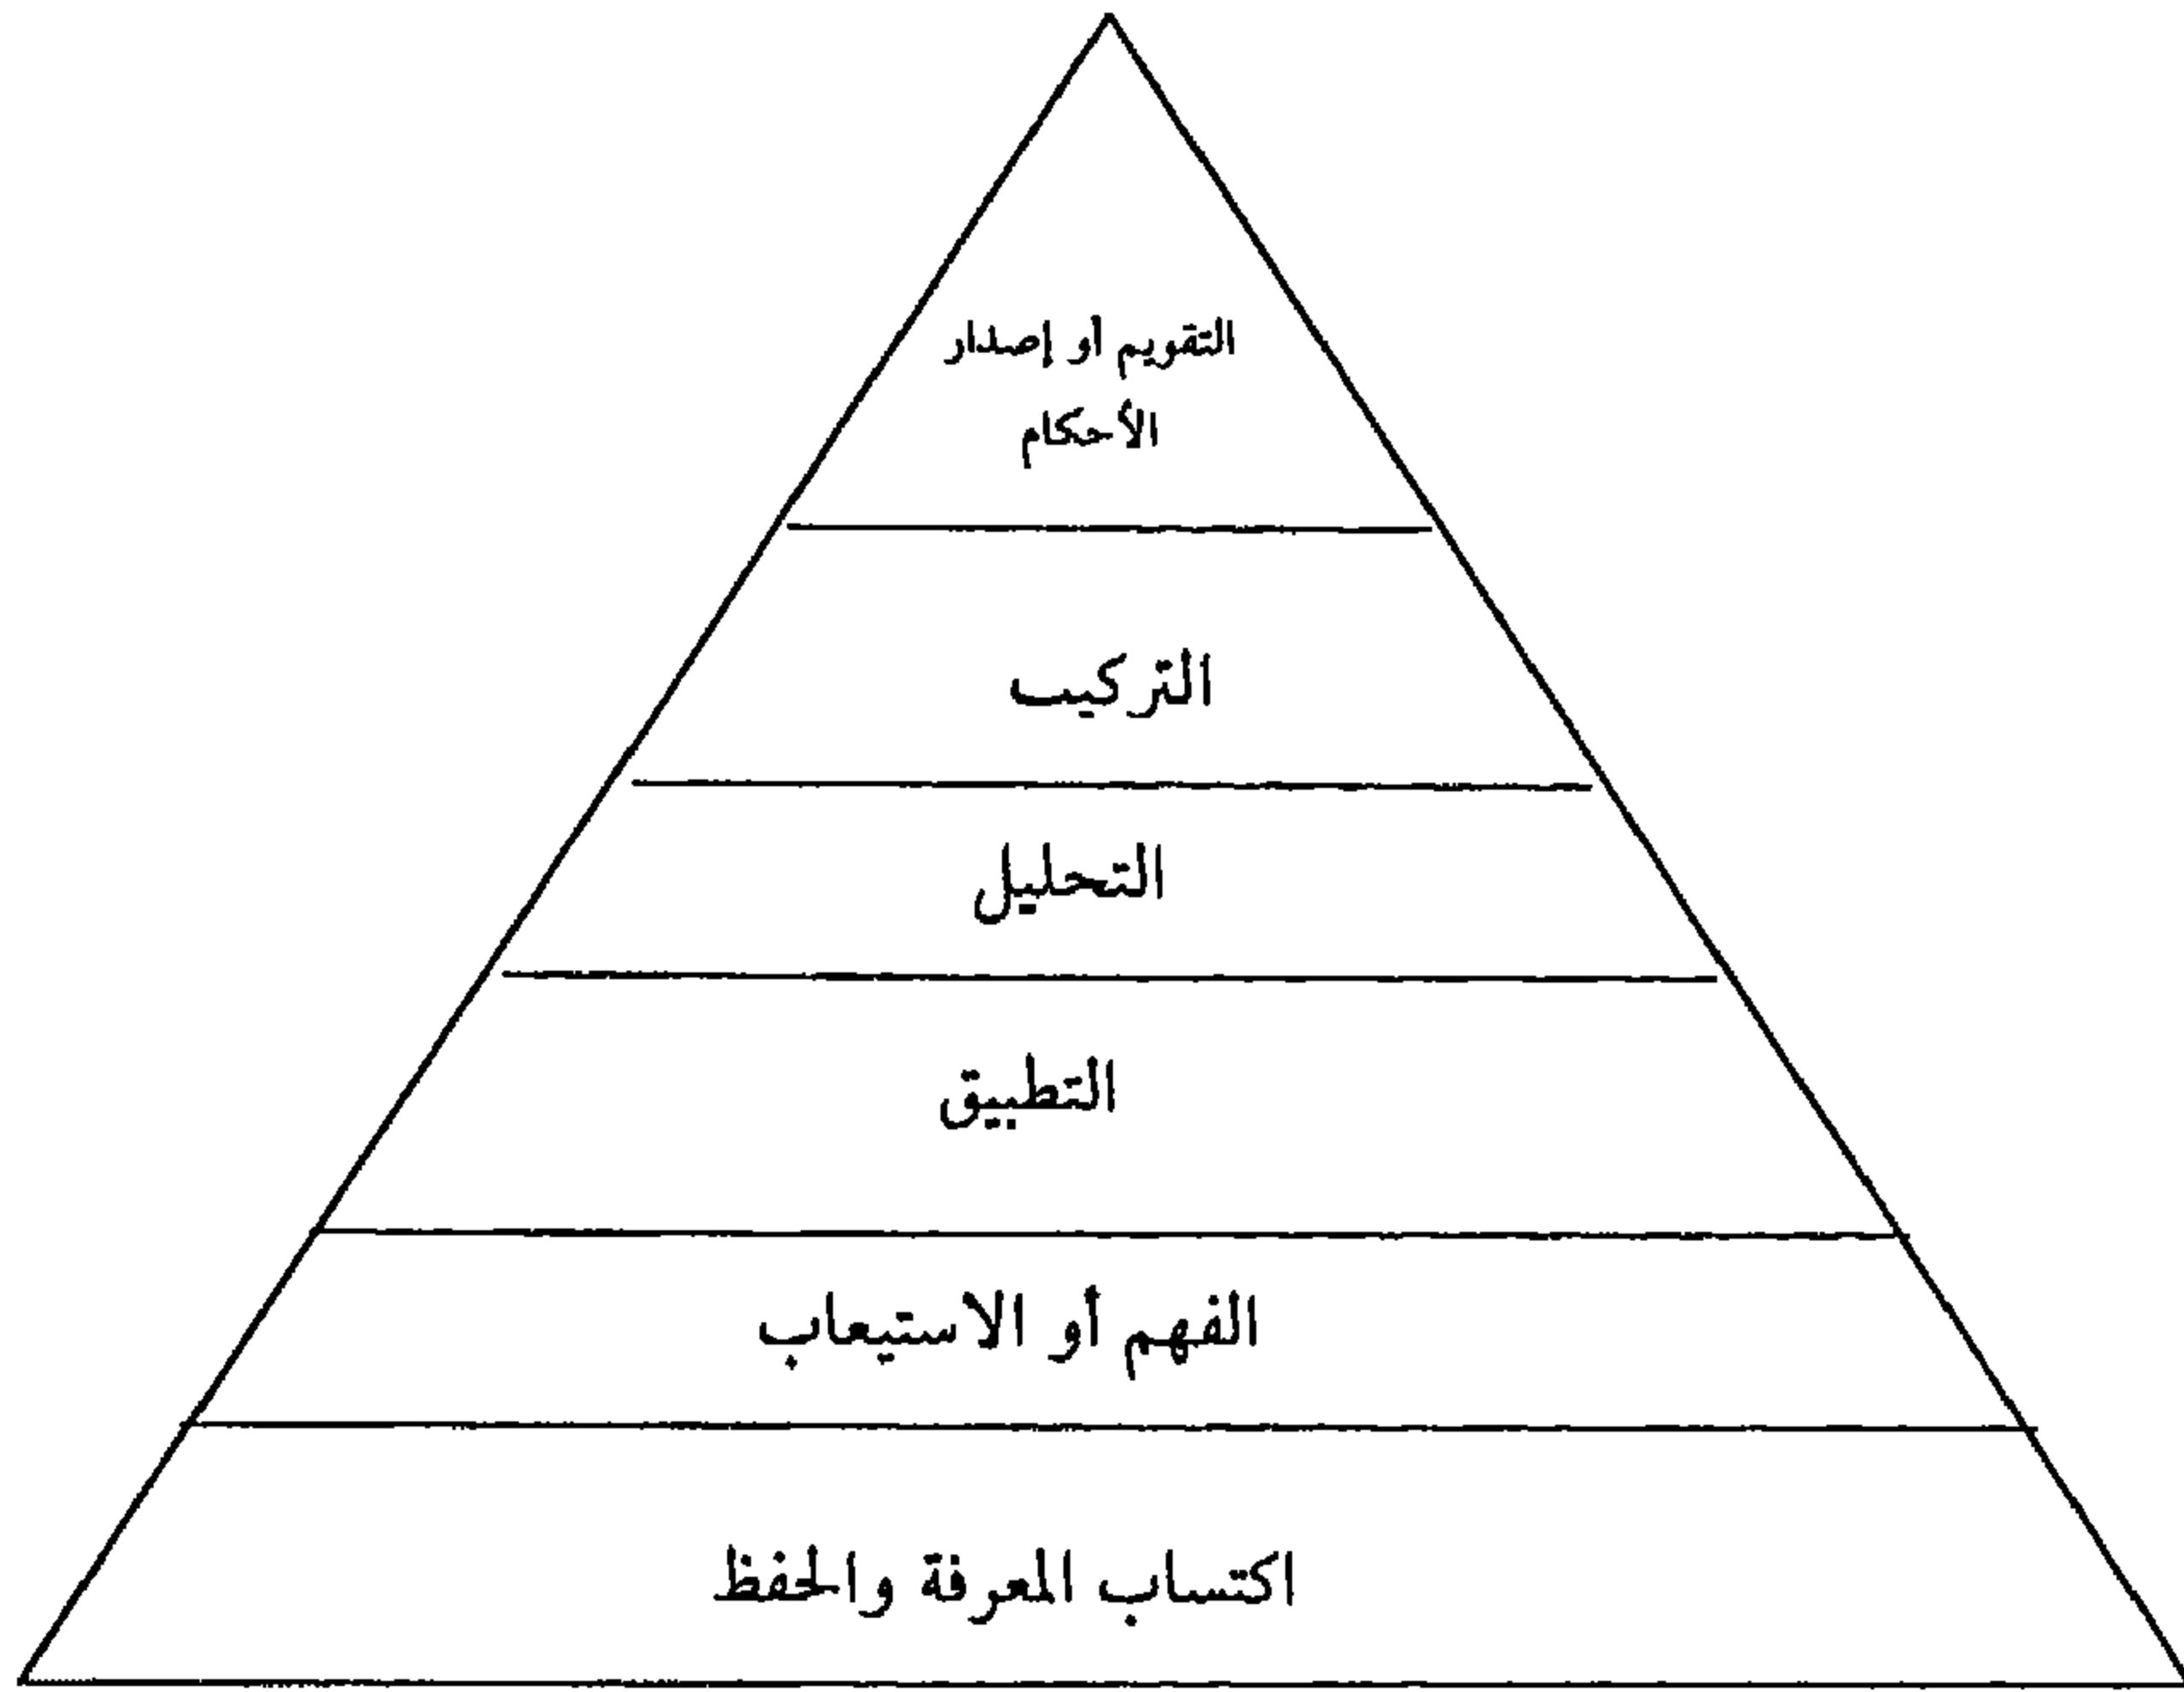 التقويم أو إصدار
الأحكام
التركيب
التحليل
التطبيق
الفهم أو الاستيعاب
اكتساب المعرفة والحفظ